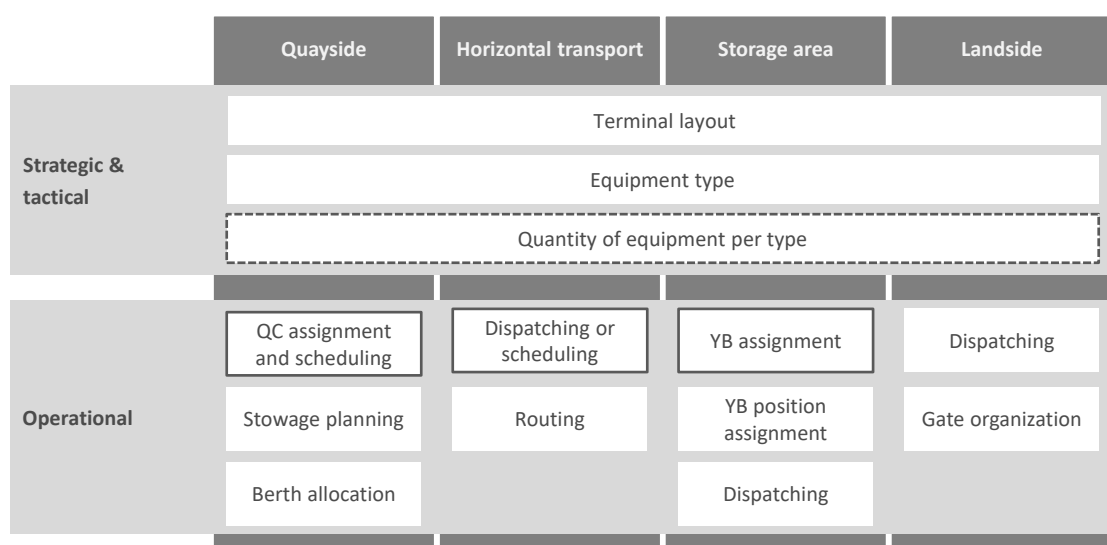 Quayside
Horizontal transport
Storage area
Landside
Strategic &
tactical
Terminal layout
Equipment type
Quantity of equipment per type
Operational
QC assignment
and scheduling
Dispatching or
scheduling
YB assignment
Dispatching
Stowage planning
Routing
YB position
assignment
Gate organization
Berth allocation
Dispatching